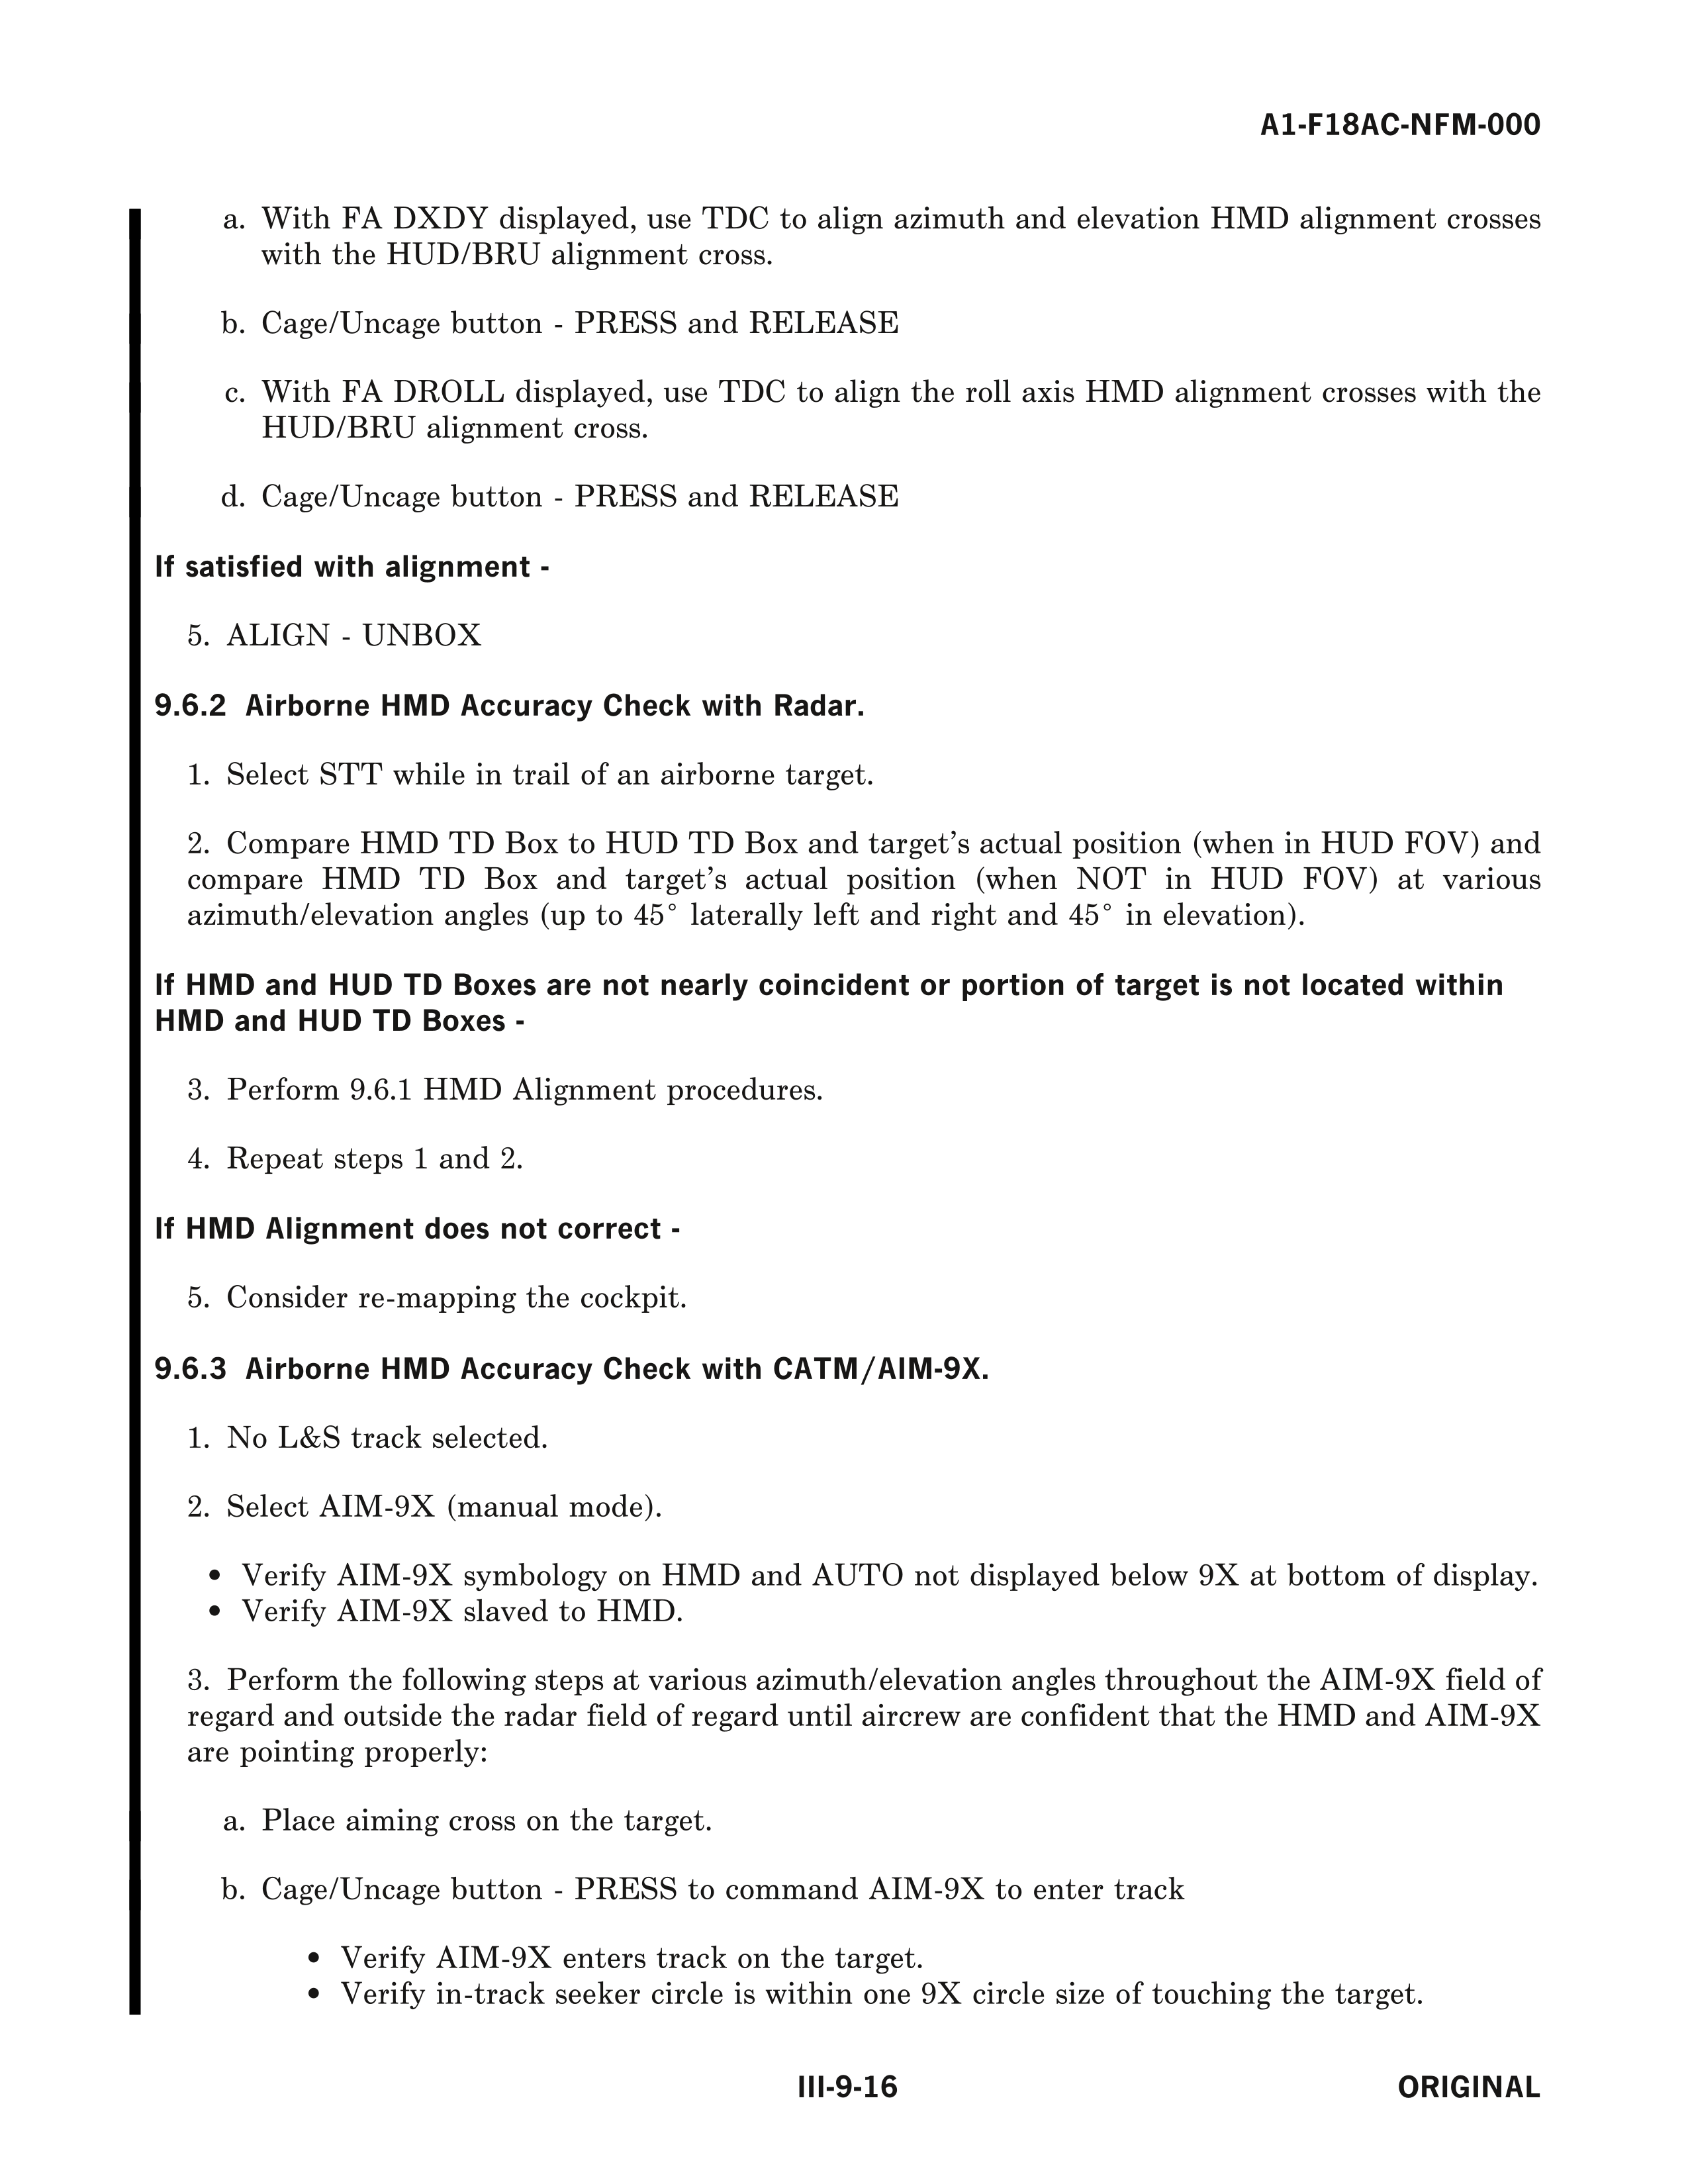 A1-F18AC-NFM-000
a. With FA DXDY displayed, use TDC to align azimuth and elevation HMD alignment crosses
with the HUD/BRU alignment cross.
b. Cage/Uncage button - PRESS and RELEASE
c. With FA DROLL displayed, use TDC to align the roll axis HMD alignment crosses with the
HUD/BRU alignment cross.
d. Cage/Uncage button - PRESS and RELEASE
If satisfied with alignment -
5. ALIGN - UNBOX
9.6.2 Airborne HMD Accuracy Check with Radar.
1. Select STT while in trail of an airborne target.
2. Compare HMD TD Box to HUD TD Box and target’s actual position (when in HUD FOV) and
compare HMD TD Box and target’s actual position (when NOT in HUD FOV) at various
azimuth/elevation angles (up to 45° laterally left and right and 45° in elevation).
If HMD and HUD TD Boxes are not nearly coincident or portion of target is not located within
HMD and HUD TD Boxes -
3. Perform 9.6.1 HMD Alignment procedures.
4. Repeat steps 1 and 2.
If HMD Alignment does not correct -
5. Consider re-mapping the cockpit.
9.6.3 Airborne HMD Accuracy Check with CATM/AIM-9X.
1. No L&S track selected.
2. Select AIM-9X (manual mode).
• Verify AIM-9X symbology on HMD and AUTO not displayed below 9X at bottom of display.
• Verify AIM-9X slaved to HMD.
3. Perform the following steps at various azimuth/elevation angles throughout the AIM-9X field of
regard and outside the radar field of regard until aircrew are confident that the HMD and AIM-9X
are pointing properly:
a. Place aiming cross on the target.
b. Cage/Uncage button - PRESS to command AIM-9X to enter track
• Verify AIM-9X enters track on the target.
• Verify in-track seeker circle is within one 9X circle size of touching the target.
III-9-16
ORIGINAL